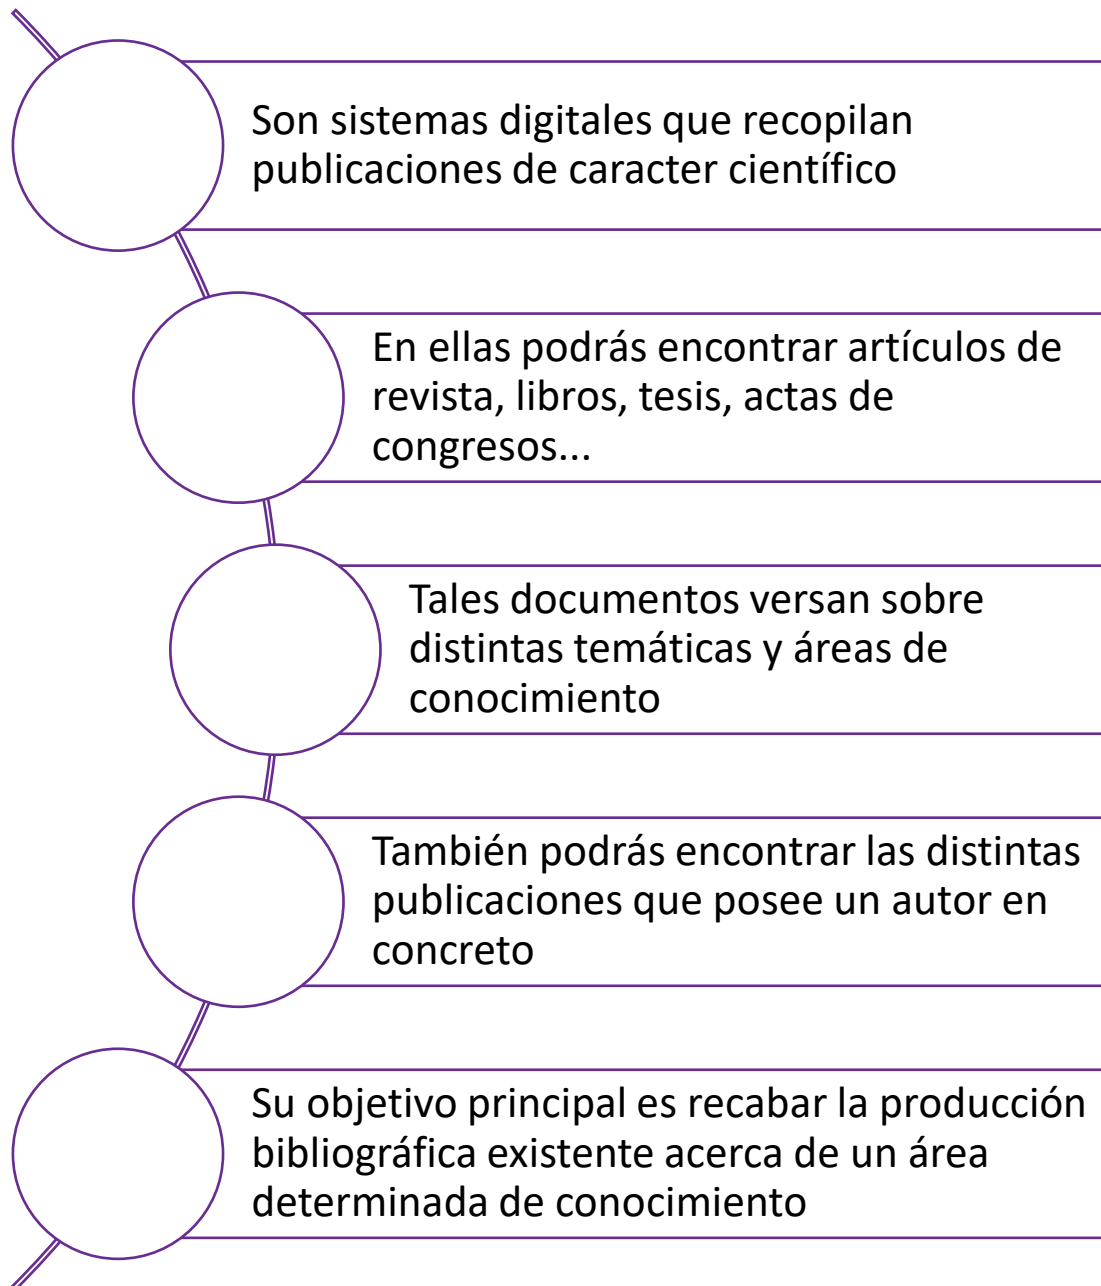 Son sistemas digitales que recopilan
publicaciones de caracter científico
En ellas podrás encontrar artículos de
revista, libros, tesis, actas de
congresos...
Tales documentos versan sobre
distintas temáticas y áreas de
conocimiento
También podrás encontrar las distintas
publicaciones que posee un autor en
concreto
Su objetivo principal es recabar la producción
bibliográfica existente acerca de un área
determinada de conocimiento